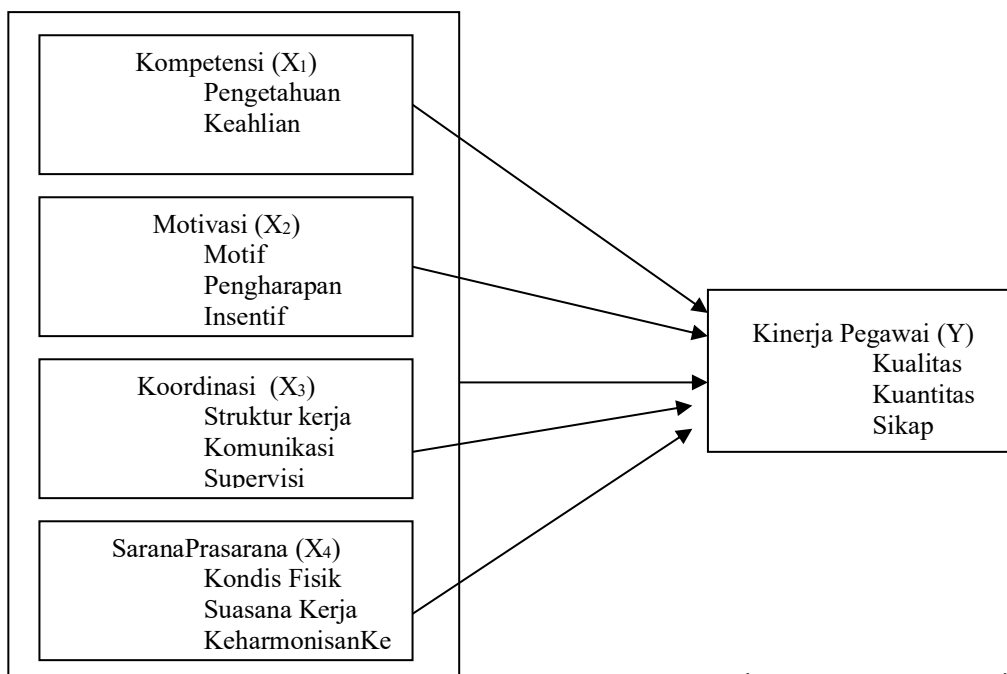 Kompetensi (X₁)
Pengetahuan
Keahlian
Motivasi (X₂)
Motif
Pengharapan
Insentif
Koordinasi (X₃)
Struktur kerja
Komunikasi
Supervisi
SaranaPrasarana (X₄)
Kondis Fisik
Suasana Kerja
KeharmonisanKe
Kinerja Pegawai (Y)
Kualitas
Kuantitas
Sikap